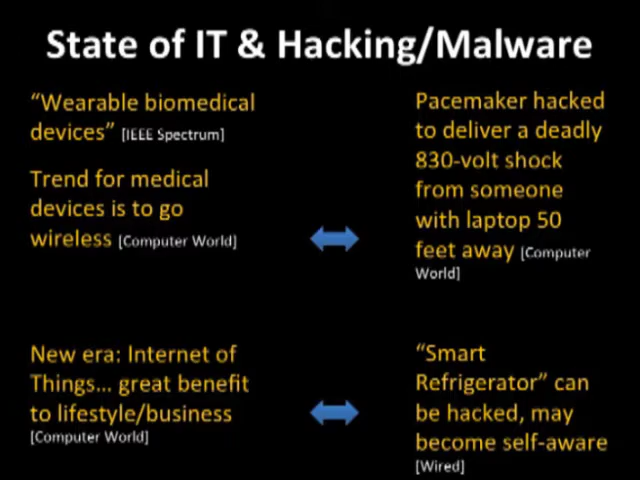 State of IT & Hacking/Malware
“Wearable biomedical
devices” [IEEE Spectrum]
Trend for medical
devices is to go
wireless [Computer World]
Pacemaker hacked
to deliver a deadly
830-volt shock
from someone
with laptop 50
feet away [Computer
World]
New era: Internet of
Things... great benefit
to lifestyle/business
[Computer World]
“Smart
Refrigerator” can
be hacked, may
become self-aware
[Wired]